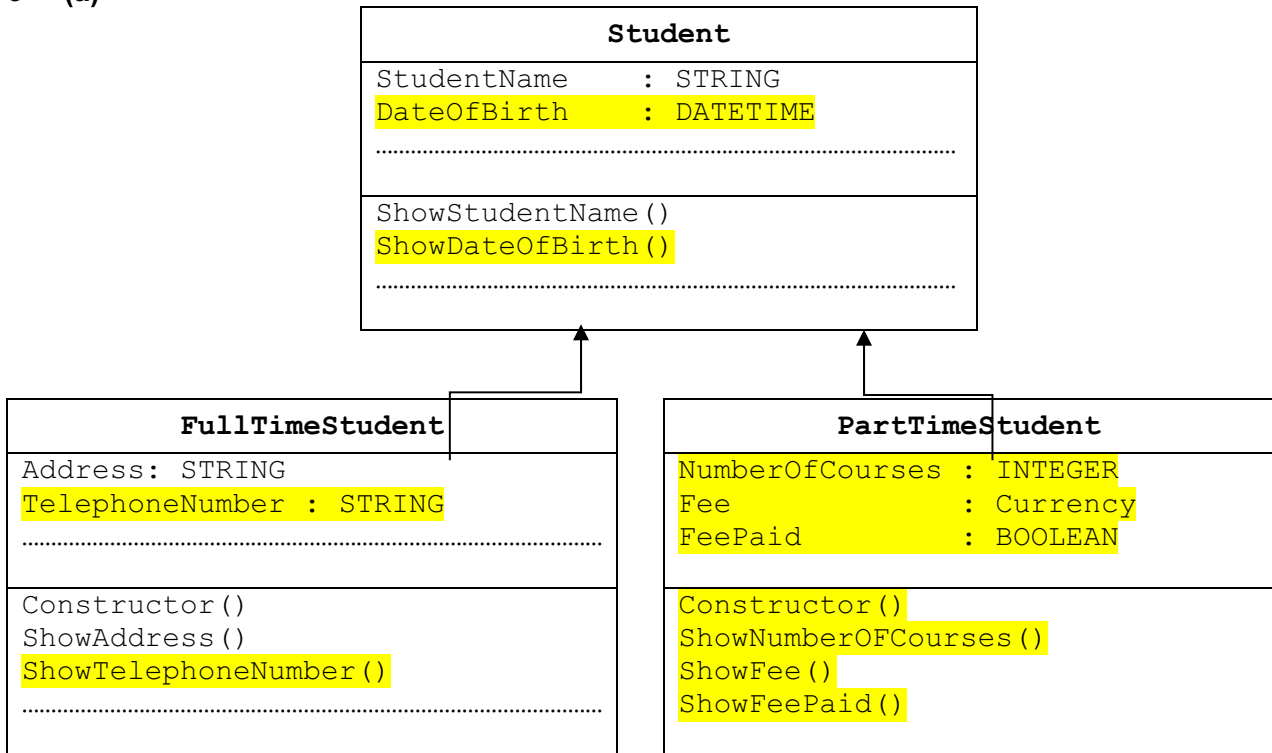 (a)
Student
StudentName : STRING
DateOfBirth : DATETIME
ShowStudentName()
ShowDateOfBirth()
FullTimeStudent
Address: STRING
TelephoneNumber : STRING
Constructor()
ShowAddress()
ShowTelephoneNumber()
PartTimeStudent
NumberOfCourses : INTEGER
Fee : Currency
FeePaid : BOOLEAN
Constructor()
ShowNumberOFCourses()
ShowFee()
ShowFeePaid()